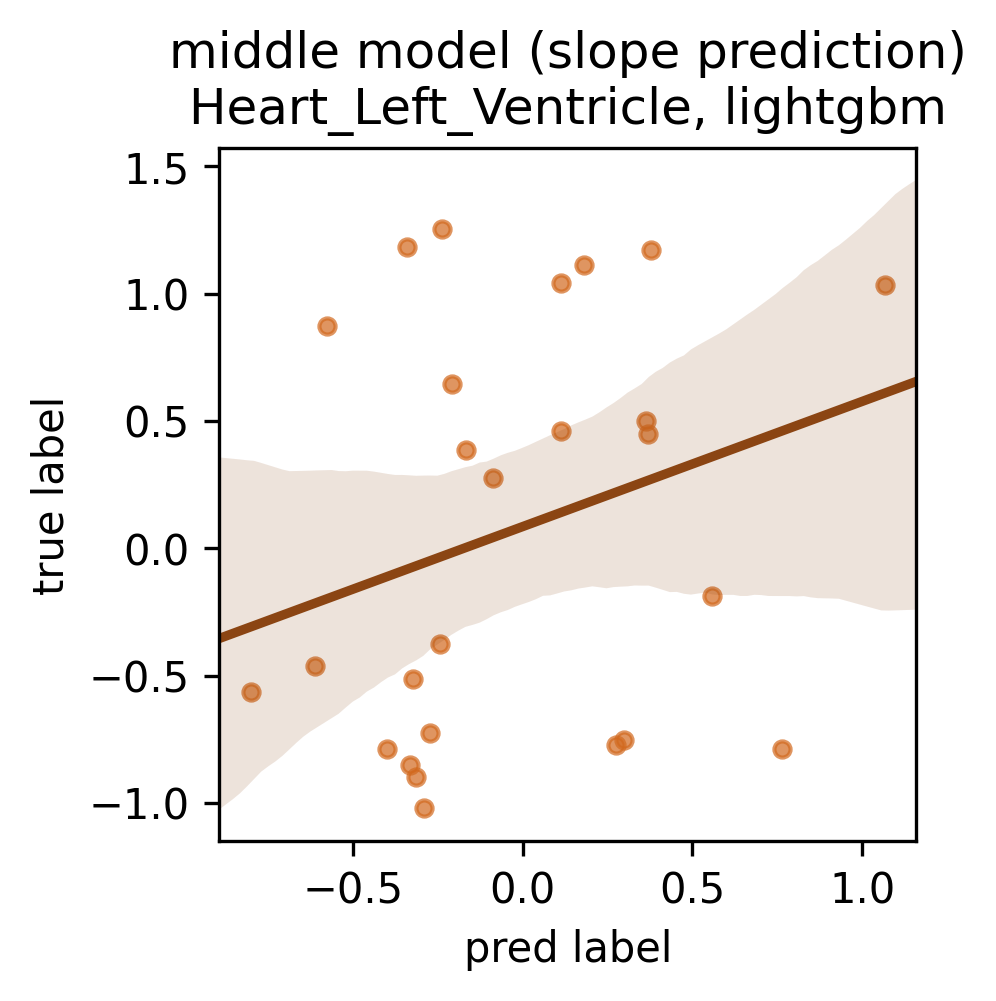 middle model (slope prediction)
Heart_Left_Ventricle, lightgbm
1.5
1.0
0.5
0.0
−0.5
−1.0
true label
−0.5 0.0 0.5 1.0
pred label